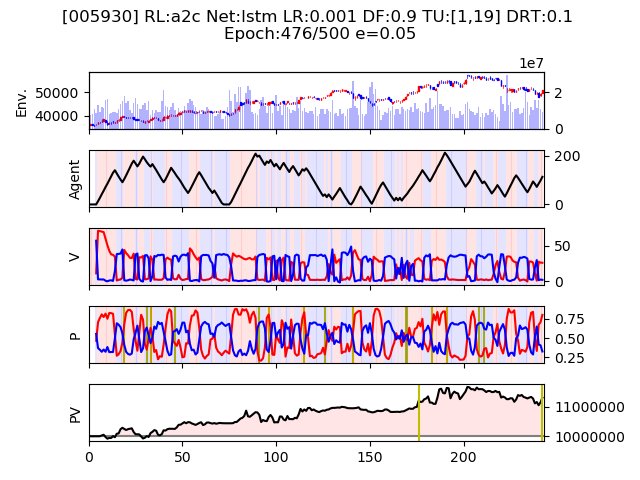 [005930] RL:a2c Net:lstm LR:0.001 DF:0.9 TU:[1,19] DRT:0.1
Epoch:476/500 e=0.05
1e7
Env.
50000
40000
2
0
Agent
200
0
V
50
0
P
0.75
0.50
0.25
PV
11000000
10000000
0 50 100 150 200